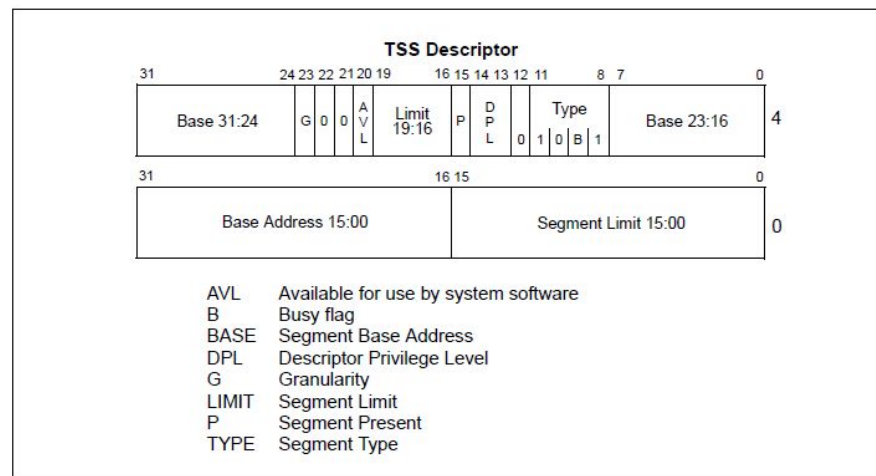 TSS Descriptor
31 24 23 22 21 20 19 16 15 14 13 12 11 8 7 0
Base 31:24 G 0 0 AVL Limit 19:16 P DPL 0 Type 1 0 B 1 Base 23:16 4
31 16 15 0
Base Address 15:00 Segment Limit 15:00 0
AVL Available for use by system software
B Busy flag
BASE Segment Base Address
DPL Descriptor Privilege Level
G Granularity
LIMIT Segment Limit
P Segment Present
TYPE Segment Type